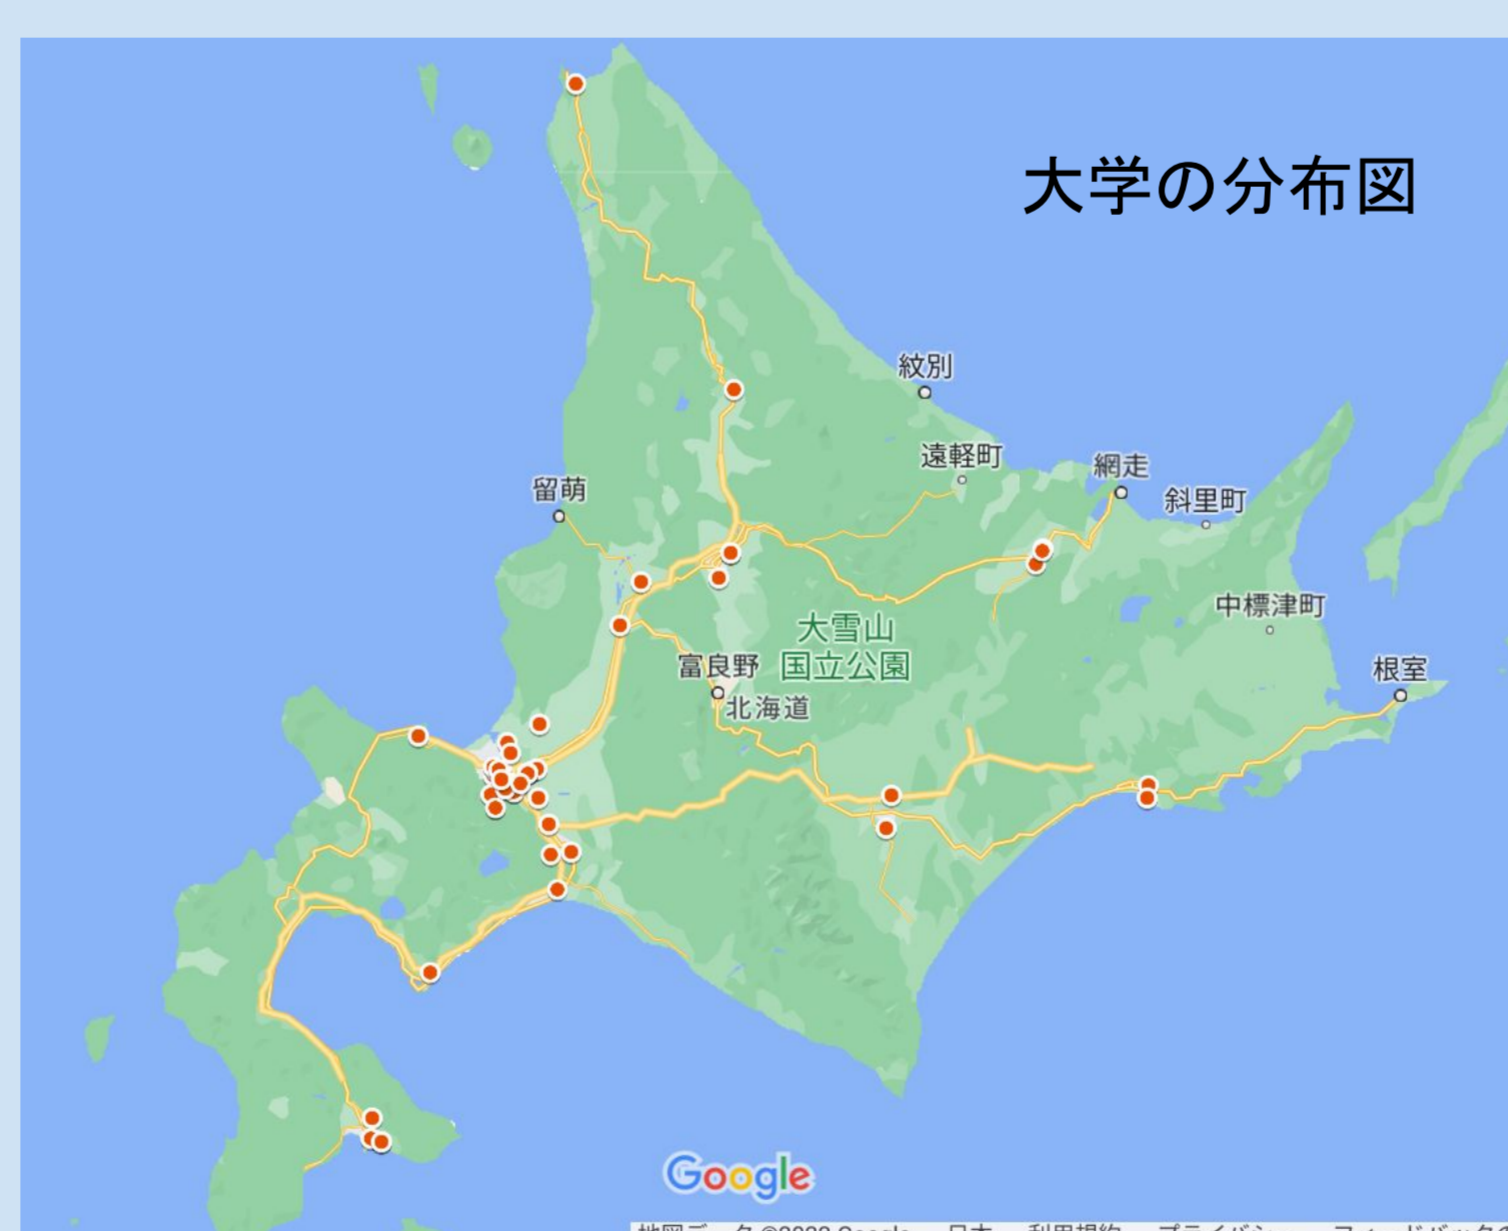 大学の分布図
紋別
遠軽町
網走
斜里町
留萌
中標津町
大雪山
国立公園
富良野
北海道
根室
Google